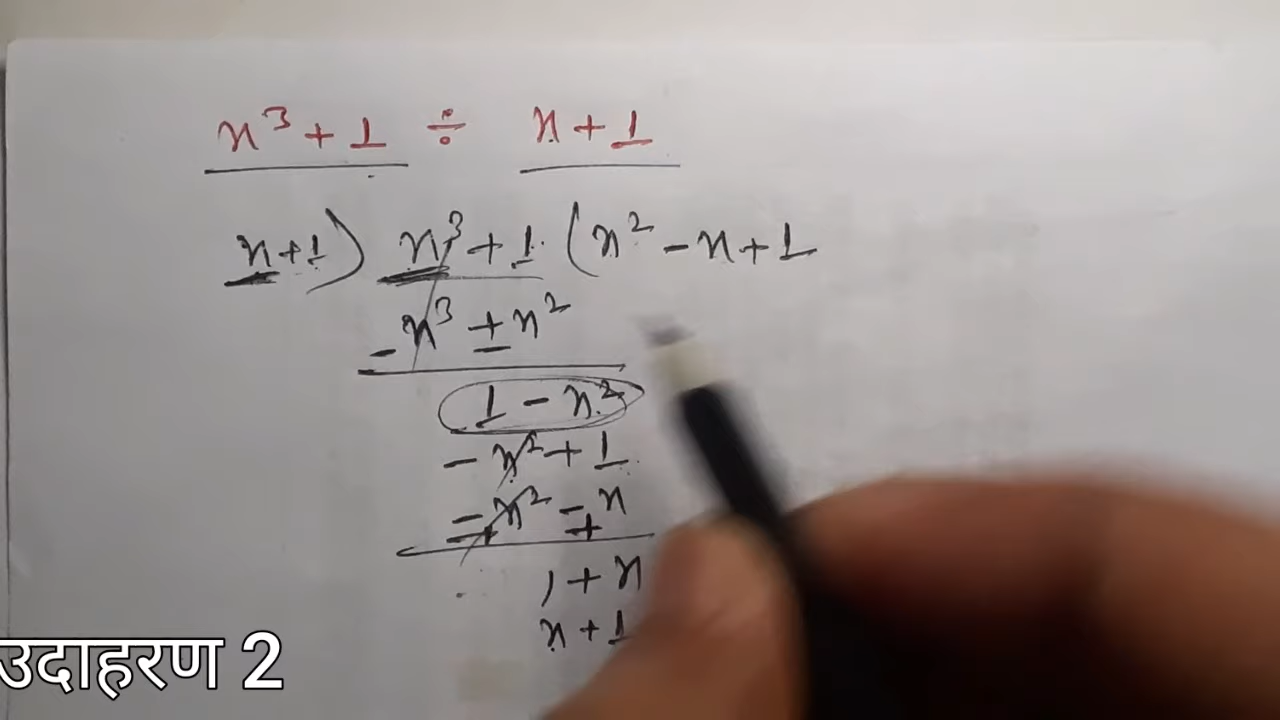 x³ + 1 ÷ x + 1
x+1) x³ + 1 (x² - x + 1
- x³ ± x²
1 - x²
- x² + 1
- x² - x
+ +
1 + x
x + 1
उदाहरण 2